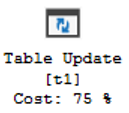 Table Update
[t1]
Cost: 75 %